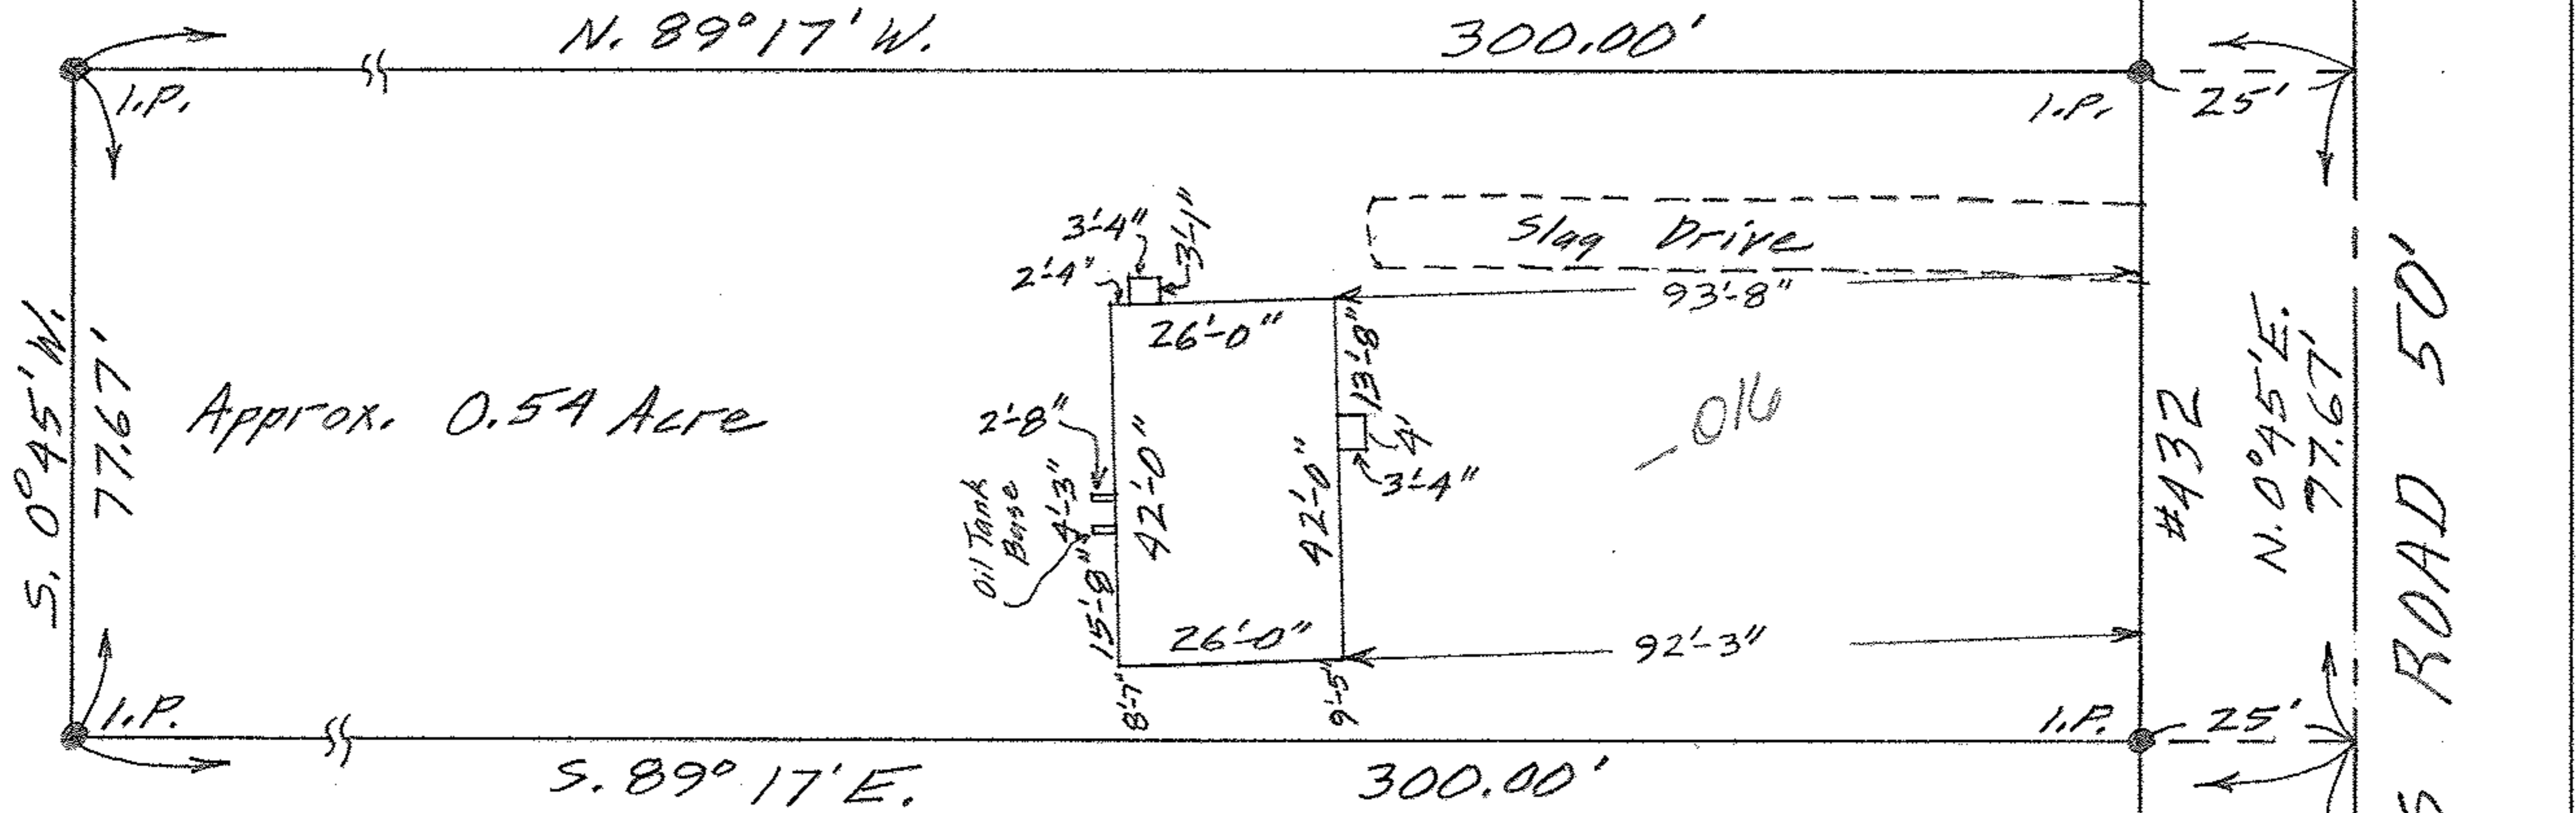 N. 89°17' W. 300.00'
I.P.
I.P.
25'
S. 0°45' W.
77.67'
Approx. 0.54 Acre
3'-4"
3'-4"
2'-4"
26'-0"
Slag Drive
93'-8"
13'-8"
4'
3'-4"
2'-8"
4'-3"
Oil Tank
Base
42'-0"
42'-0"
15'-8"
26'-0"
8'-7"
9'-5"
92'-3"
-016
#432
N. 0°45' E.
77.67'
ROAD 50'
I.P.
I.P.
25'
S. 89°17' E. 300.00'